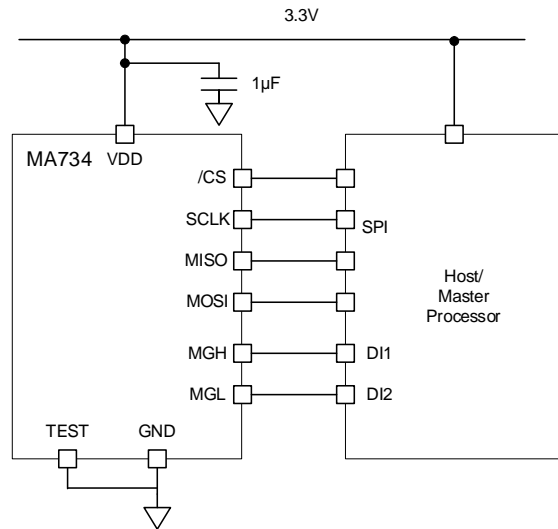 3.3V
1µF
MA734
VDD
/CS
SCLK
SPI
MISO
MOSI
Host/
Master
Processor
MGH
DI1
MGL
DI2
TEST
GND